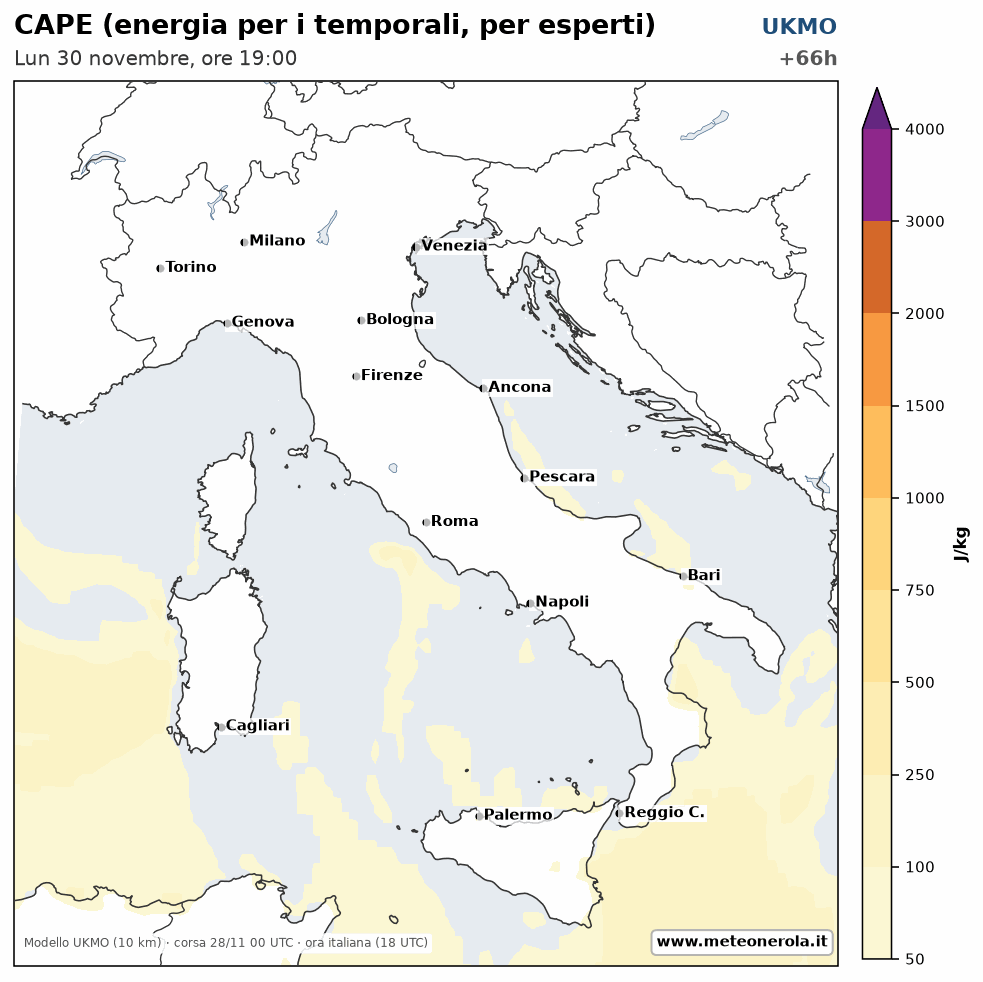 CAPE (energia per i temporali, per esperti)
UKMO
Lun 30 novembre, ore 19:00
+66h
4000
3000
2000
1500
1000
750
500
250
100
50
J/kg
Milano
Venezia
Torino
Genova
Bologna
Firenze
Ancona
Pescara
Roma
Bari
Napoli
Cagliari
Palermo
Reggio C.
Modello UKMO (10 km) · corsa 28/11 00 UTC · ora italiana (18 UTC)
www.meteonerola.it